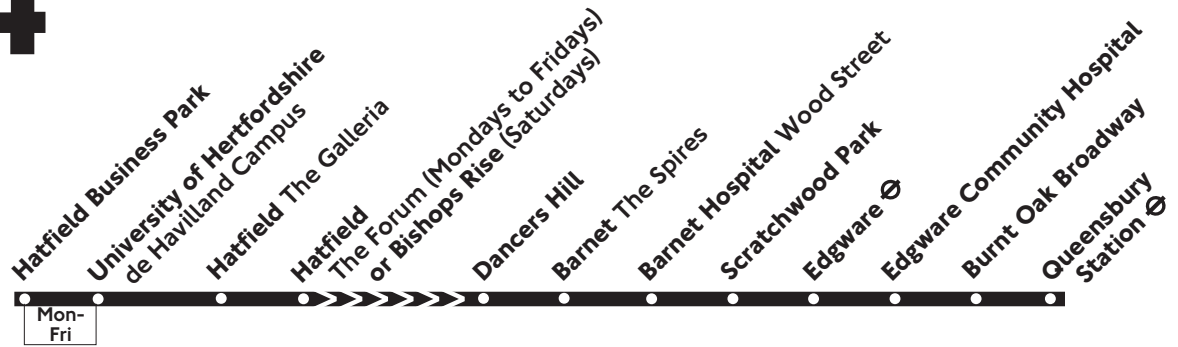 Hatfield Business Park
University of Hertfordshire
de Havilland Campus
Hatfield The Galleria
Hatfield
The Forum (Mondays to Fridays)
or Bishops Rise (Saturdays)
Dancers Hill
Barnet The Spires
Barnet Hospital Wood Street
Scratchwood Park
Edgware
Edgware Community Hospital
Burnt Oak Broadway
Queensbury
Station
Mon-
Fri